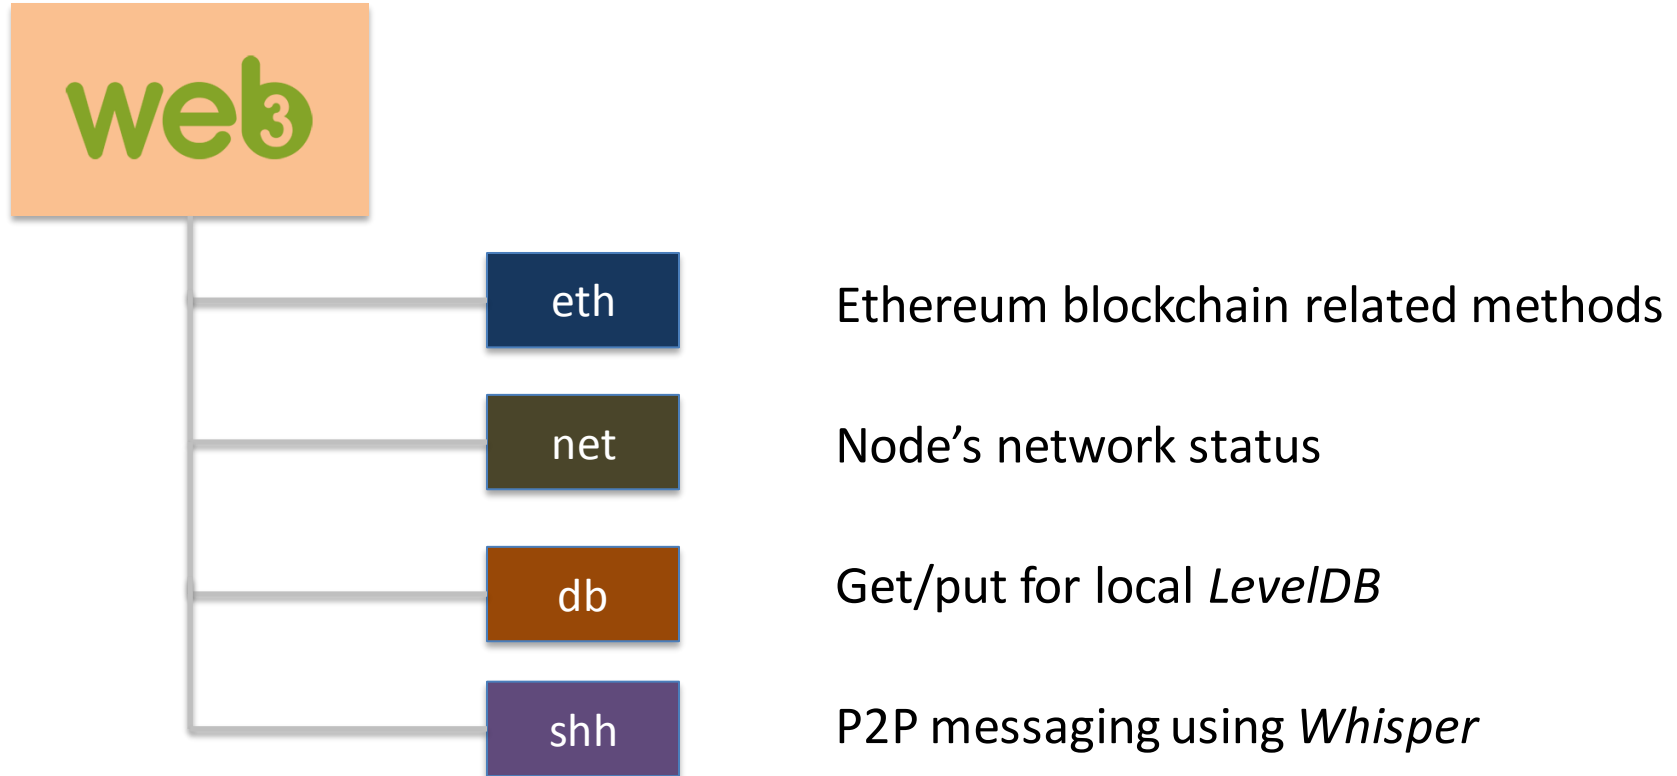 web3
eth Ethereum blockchain related methods
net Node’s network status
db Get/put for local LevelDB
shh P2P messaging using Whisper